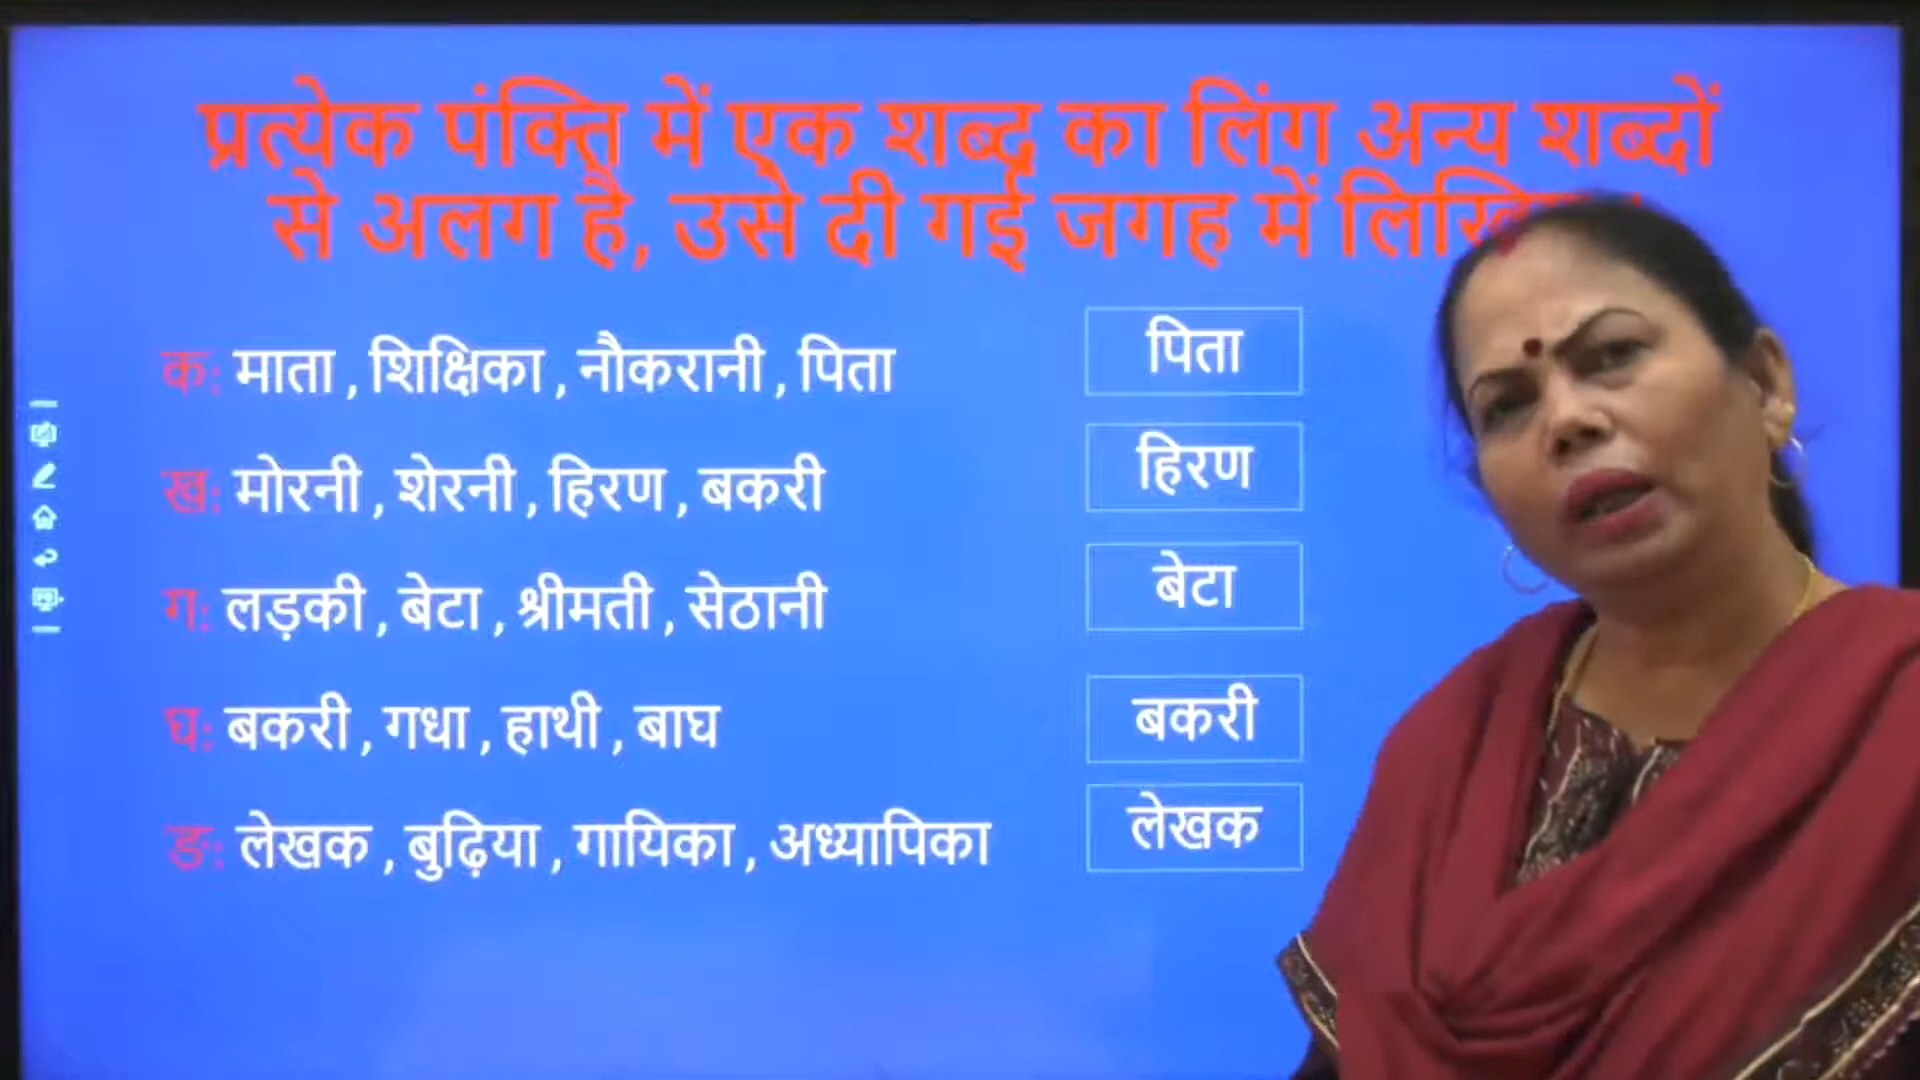 प्रत्येक पंक्ति में एक शब्द का लिंग अन्य शब्दों
से अलग है, उसे दी गई जगह में
क: माता , शिक्षिका , नौकरानी , पिता
पिता
ख: मोरनी , शेरनी , हिरण , बकरी
हिरण
ग: लड़की , बेटा , श्रीमती , सेठानी
बेटा
घ: बकरी , गधा , हाथी , बाघ
बकरी
ङ: लेखक , बुढ़िया , गायिका , अध्यापिका
लेखक